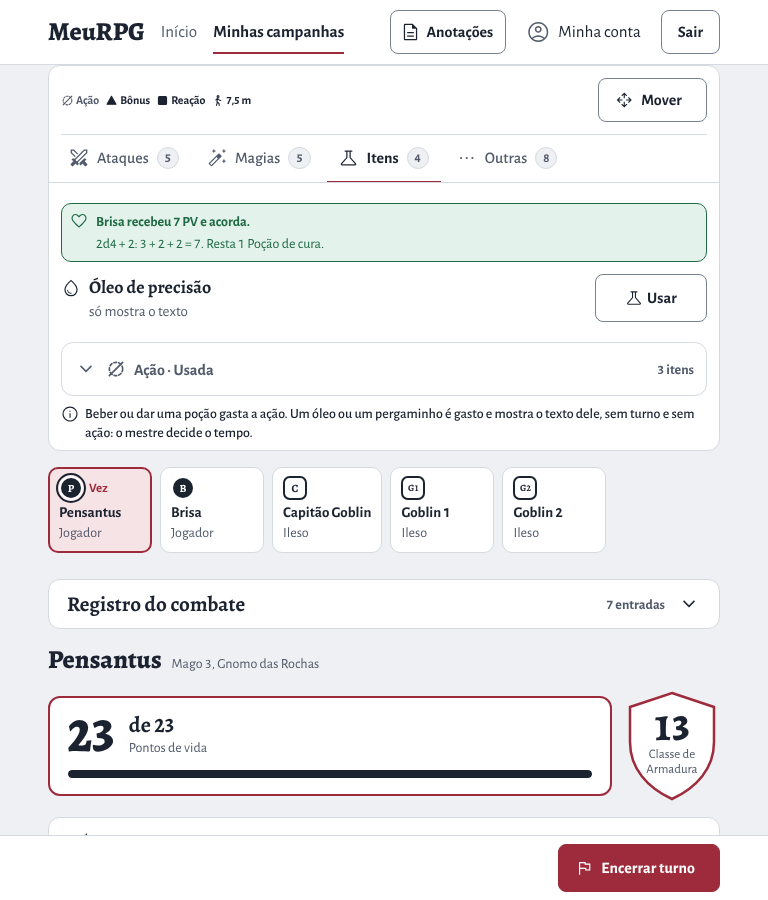 MeuRPG Início Minhas campanhas Anotações Minha conta Sair
Ação Bônus Reação 7,5 m Mover
Ataques 5 Magias 5 Itens 4 Outras 8
Brisa recebeu 7 PV e acorda.
2d4 + 2: 3 + 2 + 2 = 7. Resta 1 Poção de cura.
Óleo de precisão
só mostra o texto
Usar
Ação · Usada 3 itens
Beber ou dar uma poção gasta a ação. Um óleo ou um pergaminho é gasto e mostra o texto dele, sem turno e sem
ação: o mestre decide o tempo.
P Vez B C G1 G2
Pensantus Brisa Capitão Goblin Goblin 1 Goblin 2
Jogador Jogador Ileso Ileso Ileso
Registro do combate 7 entradas
Pensantus Mago 3, Gnomo das Rochas
23 de 23
Pontos de vida
13
Classe de
Armadura
Encerrar turno